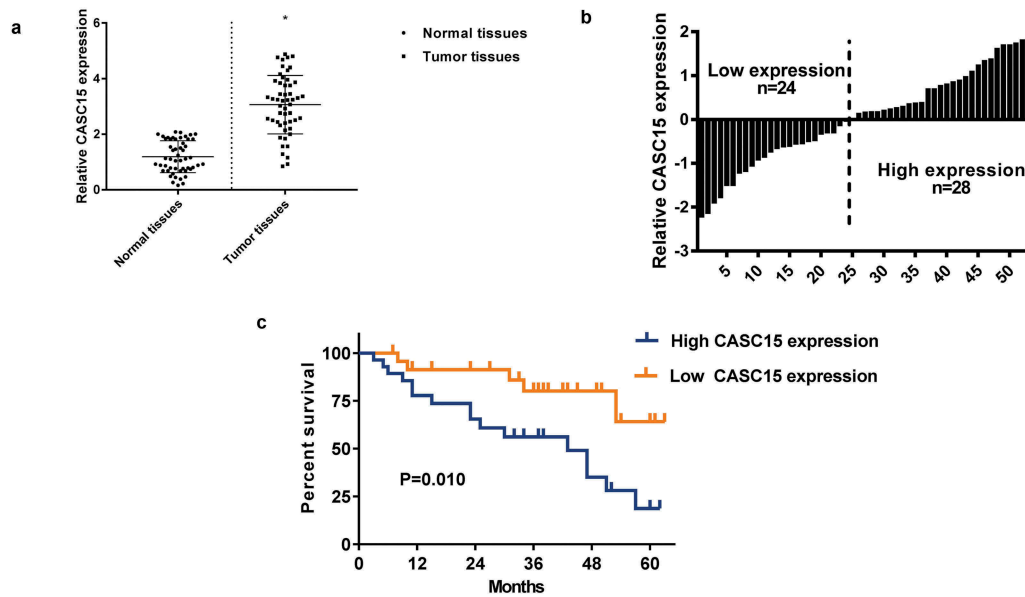 a
Relative CASC15 expression
6
4
2
0
*
Normal tissues
Tumor tissues
Normal tissues
Tumor tissues
b
Relative CASC15 expression
2
1
0
-1
-2
-3
Low expression
n=24
High expression
n=28
5
10
15
20
25
30
35
40
45
50
c
Percent survival
100
75
50
25
0
P=0.010
0
12
24
36
48
60
Months
High CASC15 expression
Low CASC15 expression